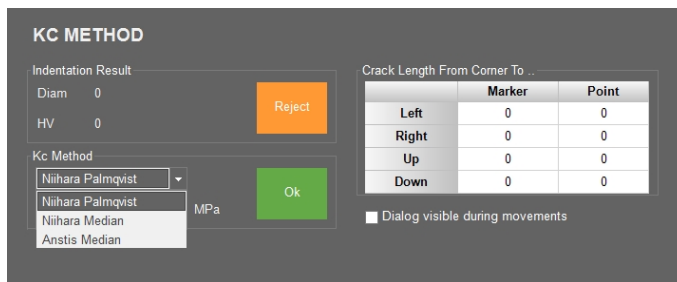 KC METHOD
Indentation Result
Diam 0
HV 0
Reject
Kc Method
Niihara Palmqvist
Niihara Palmqvist
Niihara Median
Anstis Median
MPa
Ok
Crack Length From Corner To ..
Marker Point
Left 0 0
Right 0 0
Up 0 0
Down 0 0
Dialog visible during movements